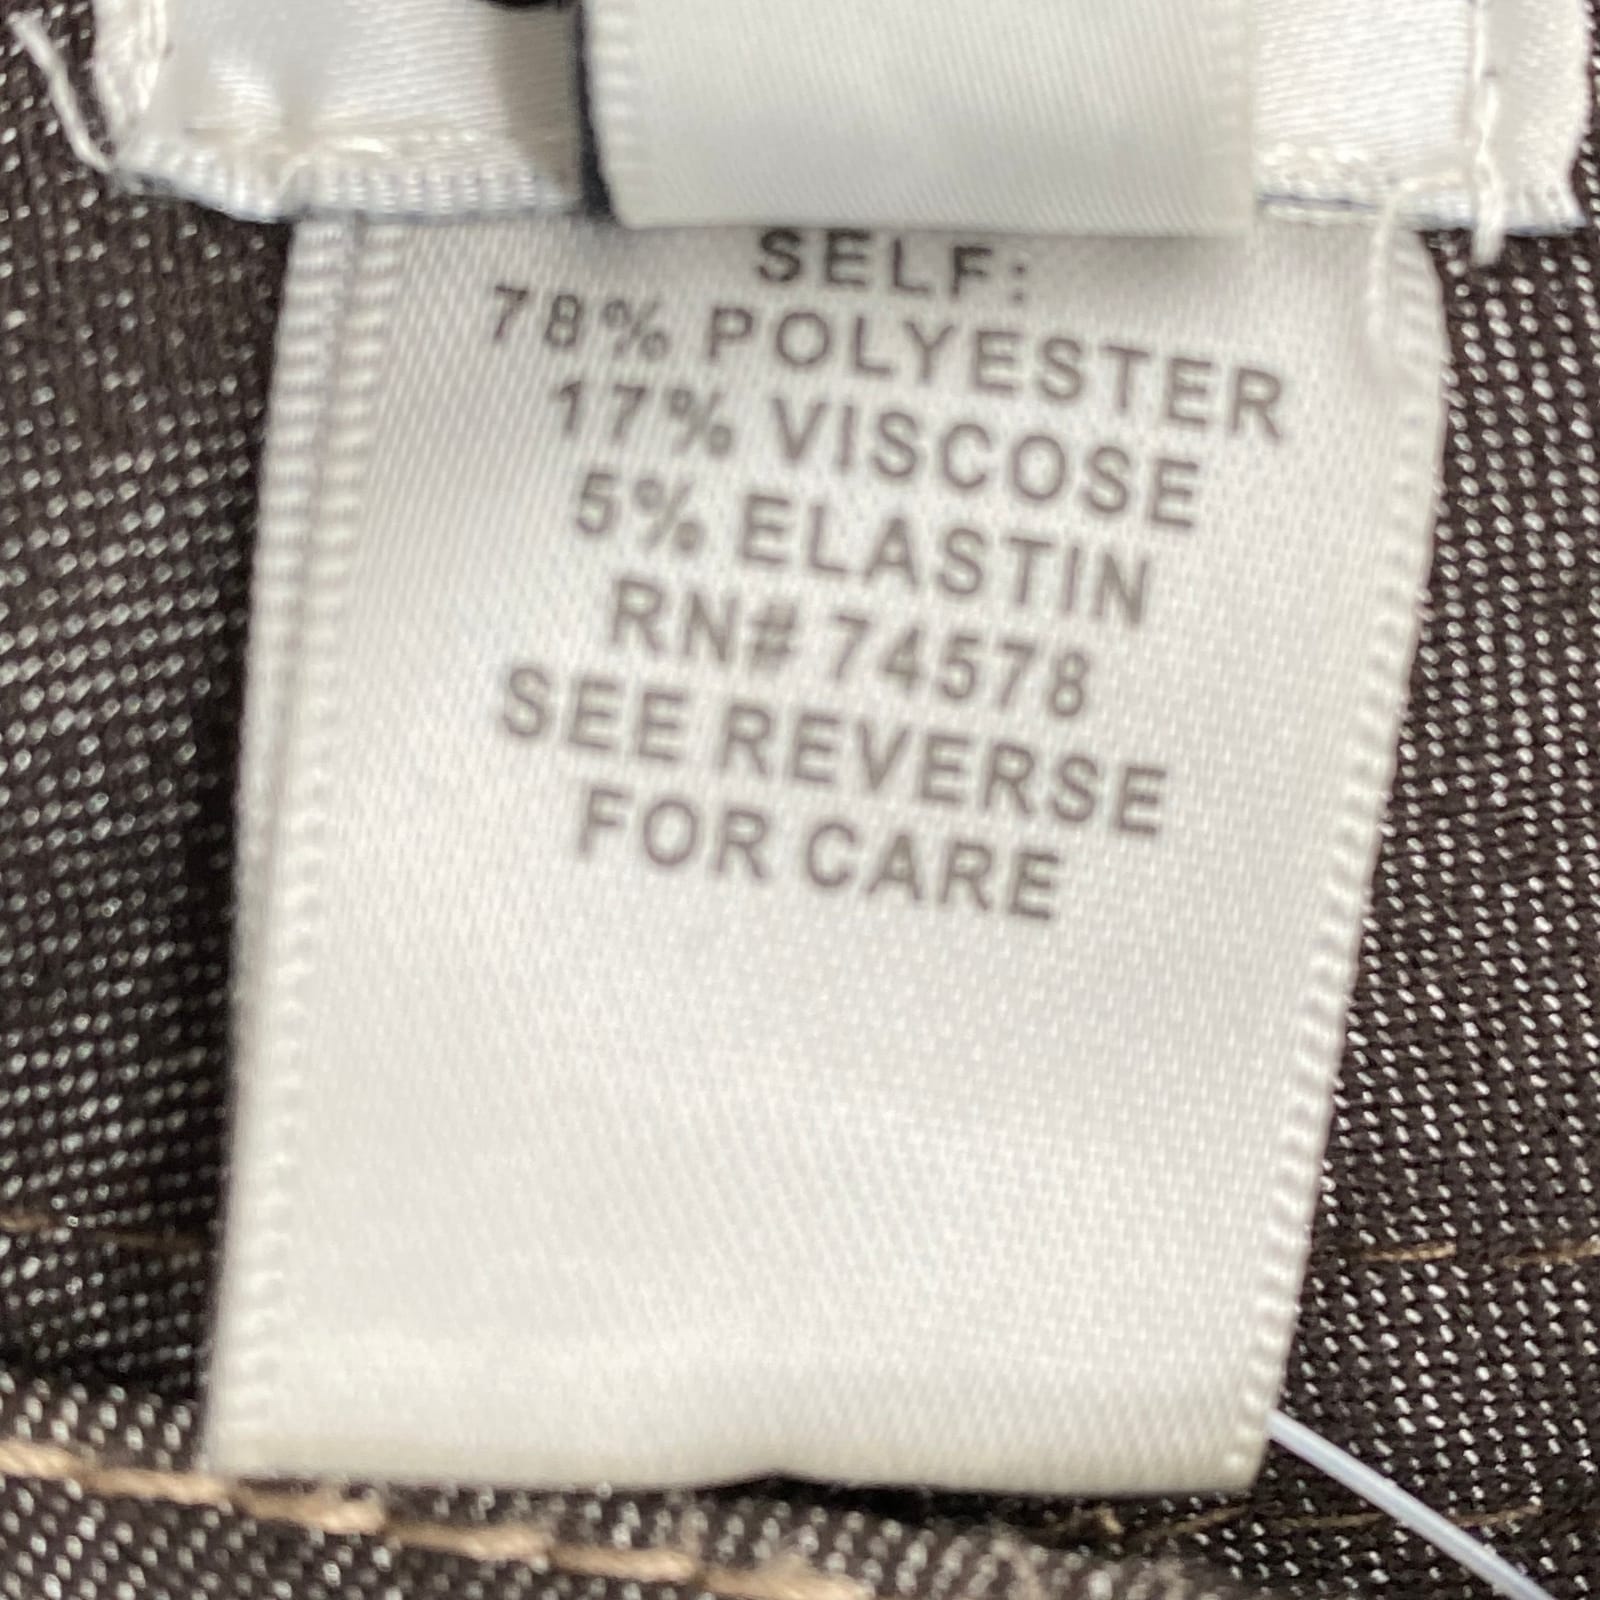 SELF:
78% POLYESTER
17% VISCOSE
5% ELASTIN
RN# 74578
SEE REVERSE
FOR CARE